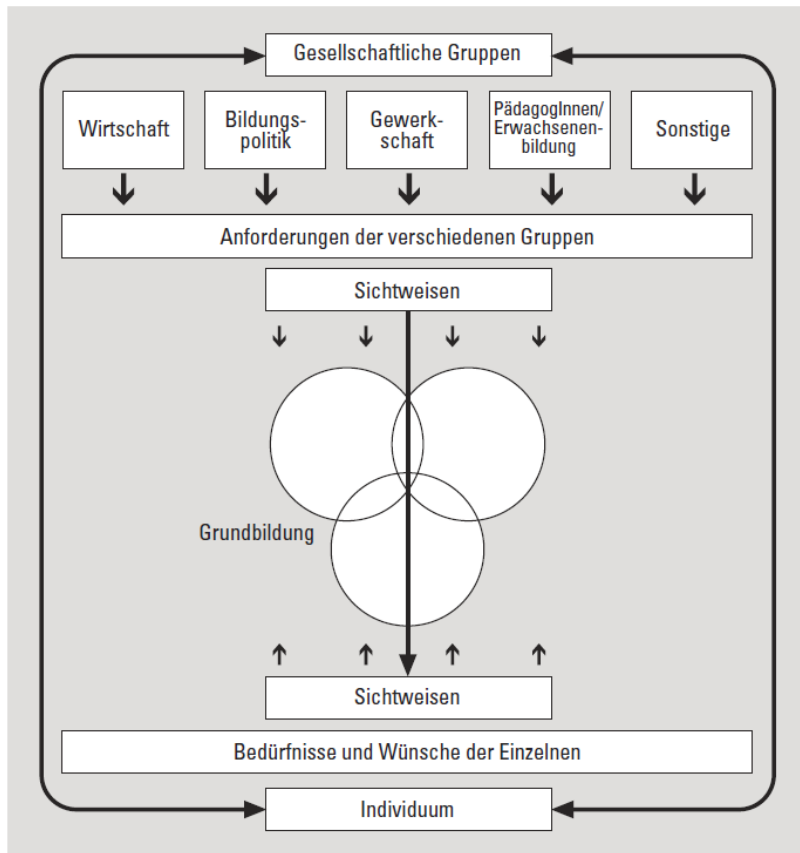 Gesellschaftliche Gruppen
Wirtschaft
Bildungs-
politik
Gewerk-
schaft
PädagogInnen/
Erwachsenen-
bildung
Sonstige
Anforderungen der verschiedenen Gruppen
Sichtweisen
Grundbildung
Sichtweisen
Bedürfnisse und Wünsche der Einzelnen
Individuum